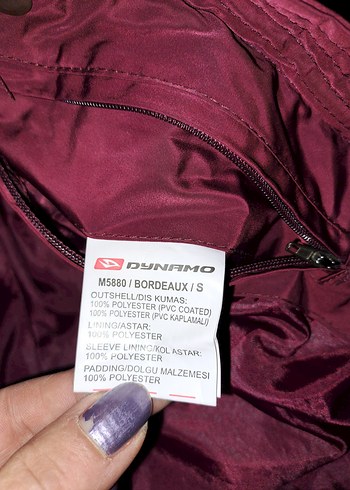 DYNAMO
M5880 / BORDEAUX / S
OUTSHELL/DIS KUMAS:
100% POLYESTER (PVC COATED)
100% POLYESTER (PVC KAPLAMALI)
LINING/ASTAR:
100% POLYESTER
SLEEVE LINING/KOL ASTAR:
100% POLYESTER
PADDING/DOLGU MALZEMESI
100% POLYESTER